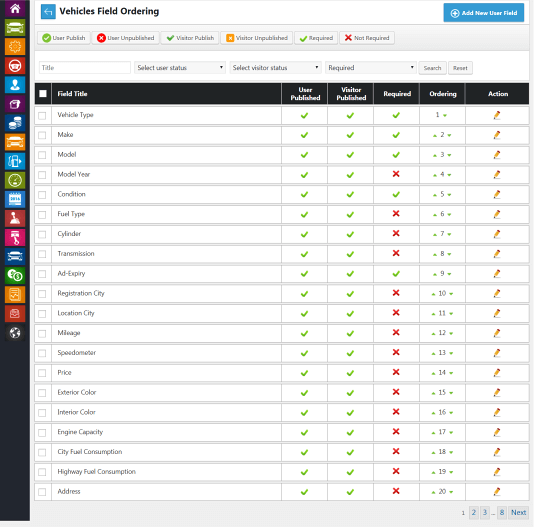 Vehicles Field Ordering
Add New User Field
User Publish User Unpublished Visitor Publish Visitor Unpublished Required Not Required
Title Select user status Select visitor status Required Search Reset
Field Title User Published Visitor Published Required Ordering Action
Vehicle Type 1
Make 2
Model 3
Model Year 4
Condition 5
Fuel Type 6
Cylinder 7
Transmission 8
Ad-Expiry 9
Registration City 10
Location City 11
Mileage 12
Speedometer 13
Price 14
Exterior Color 15
Interior Color 16
Engine Capacity 17
City Fuel Consumption 18
Highway Fuel Consumption 19
Address 20
1 2 3 ... 8 Next